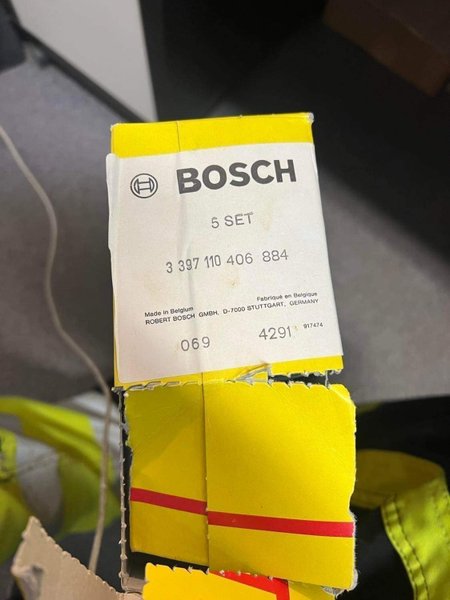 BOSCH
5 SET
3 397 110 406 884
Made in Belgium Fabriqué en Belgique
ROBERT BOSCH GMBH, D-7000 STUTTGART, GERMANY
069 4291 917474